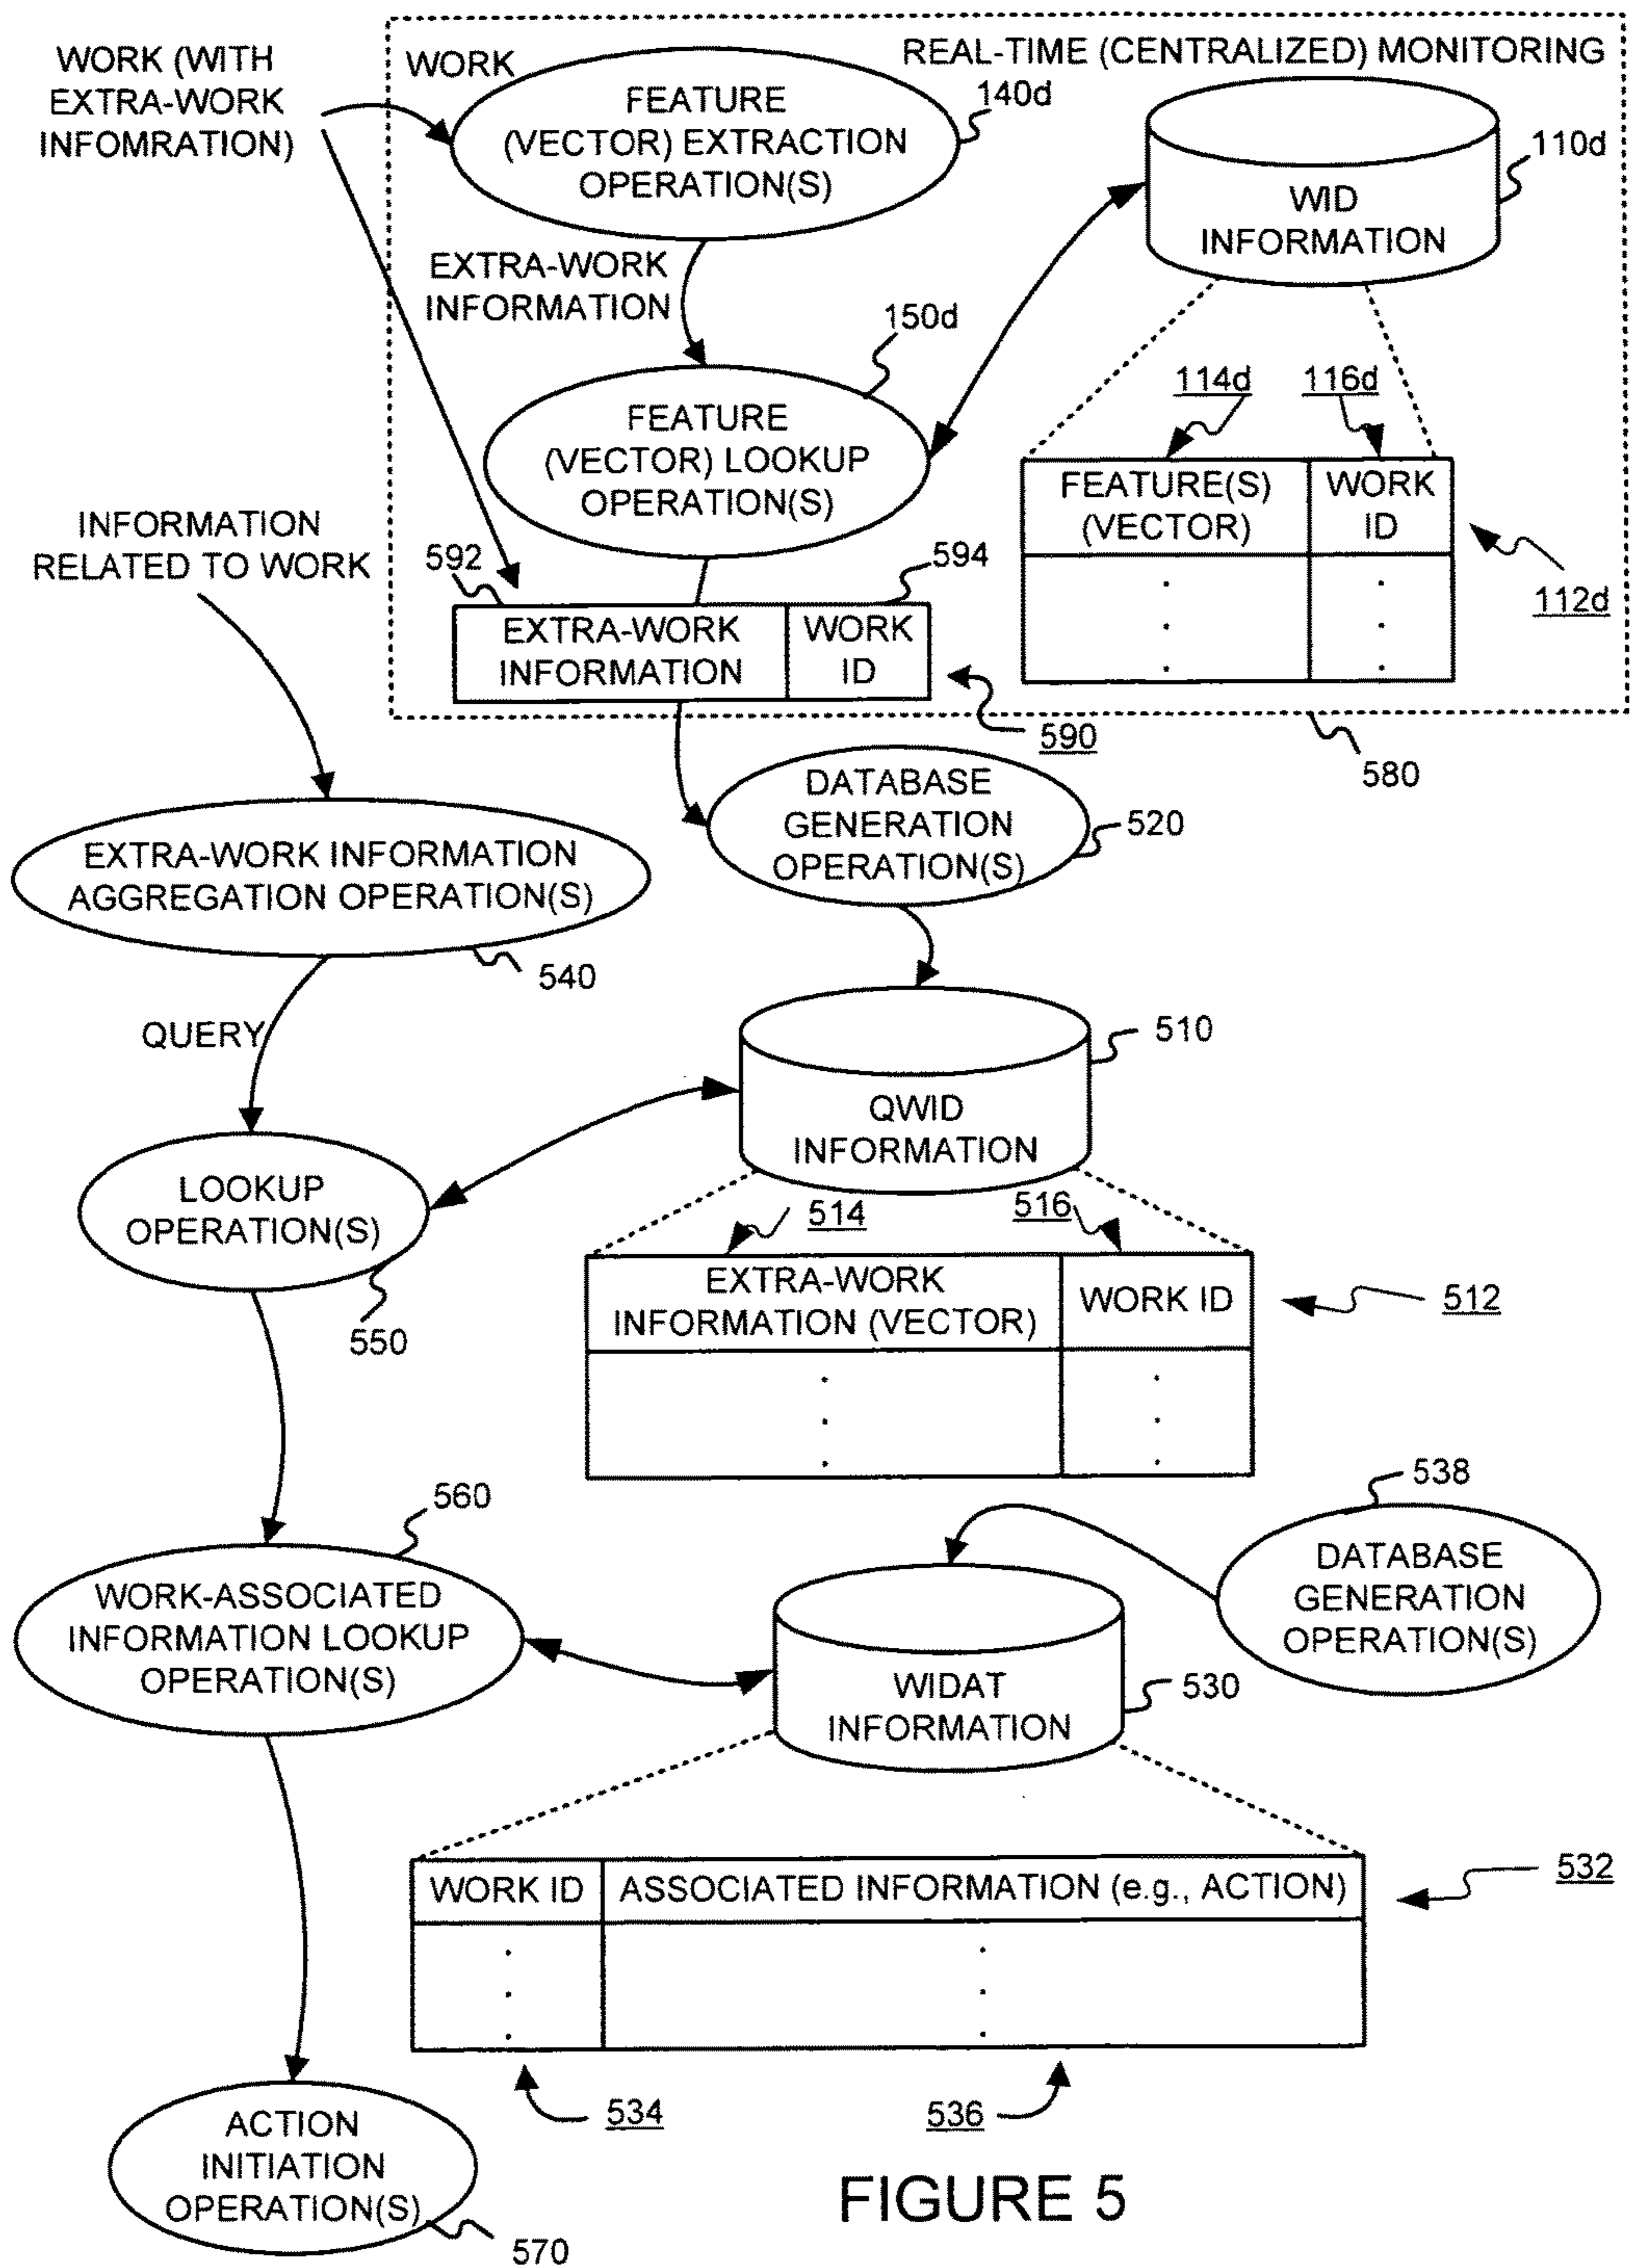 WORK (WITH
EXTRA-WORK
INFOMRATION)
WORK
REAL-TIME (CENTRALIZED) MONITORING
FEATURE
(VECTOR) EXTRACTION
OPERATION(S)
140d
110d
WID
INFORMATION
EXTRA-WORK
INFORMATION
150d
FEATURE
(VECTOR) LOOKUP
OPERATION(S)
114d
116d
FEATURE(S)
(VECTOR)
WORK
ID
112d
INFORMATION
RELATED TO WORK
592
594
EXTRA-WORK
INFORMATION
WORK
ID
590
580
DATABASE
GENERATION
OPERATION(S)
520
EXTRA-WORK INFORMATION
AGGREGATION OPERATION(S)
540
QUERY
510
QWID
INFORMATION
LOOKUP
OPERATION(S)
550
514
516
EXTRA-WORK
INFORMATION (VECTOR)
WORK ID
512
538
DATABASE
GENERATION
OPERATION(S)
560
WORK-ASSOCIATED
INFORMATION LOOKUP
OPERATION(S)
WIDAT
INFORMATION
530
WORK ID
ASSOCIATED INFORMATION (e.g., ACTION)
532
534
536
ACTION
INITIATION
OPERATION(S)
570
FIGURE 5